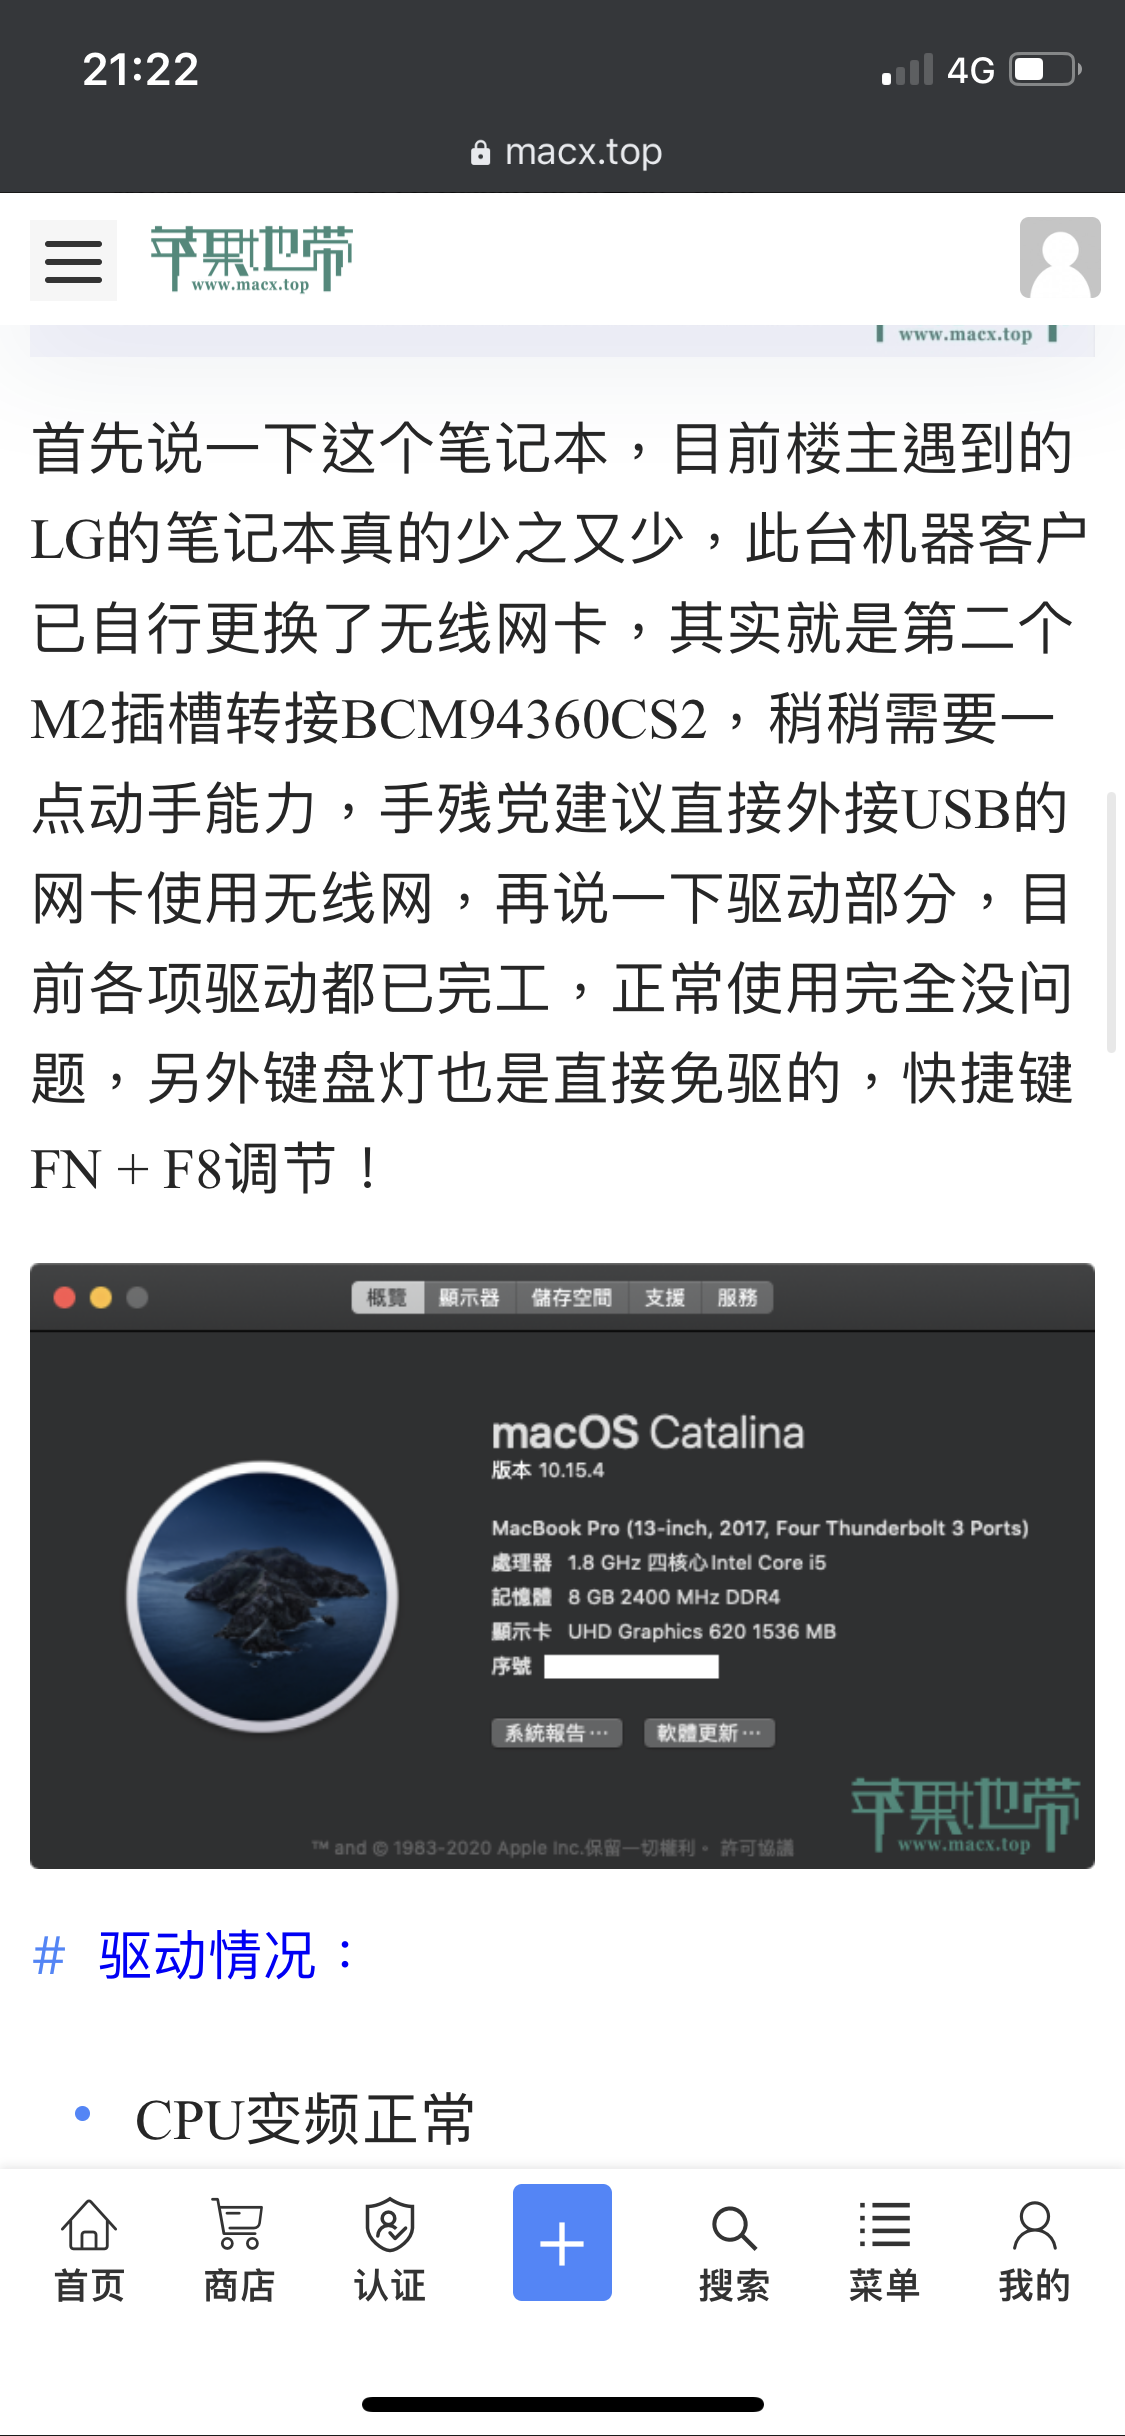 21:22
4G
macx.top
苹果地带
www.macx.top
www.macx.top
首先说一下这个笔记本，目前楼主遇到的
LG的笔记本真的少之又少，此台机器客户
已自行更换了无线网卡，其实就是第二个
M2插槽转接BCM94360CS2，稍稍需要一
点动手能力，手残党建议直接外接USB的
网卡使用无线网，再说一下驱动部分，目
前各项驱动都已完工，正常使用完全没问
题，另外键盘灯也是直接免驱的，快捷键
FN + F8调节！
概覽 顯示器 儲存空間 支援 服務
macOS Catalina
版本 10.15.4
MacBook Pro (13-inch, 2017, Four Thunderbolt 3 Ports)
處理器 1.8 GHz 四核心Intel Core i5
記憶體 8 GB 2400 MHz DDR4
顯示卡 UHD Graphics 620 1536 MB
序號
系統報告⋯ 軟體更新⋯
苹果地带
www.macx.top
™ and © 1983-2020 Apple Inc.保留一切權利。 許可協議
# 驱动情况：
• CPU变频正常
首页 商店 认证 搜索 菜单 我的